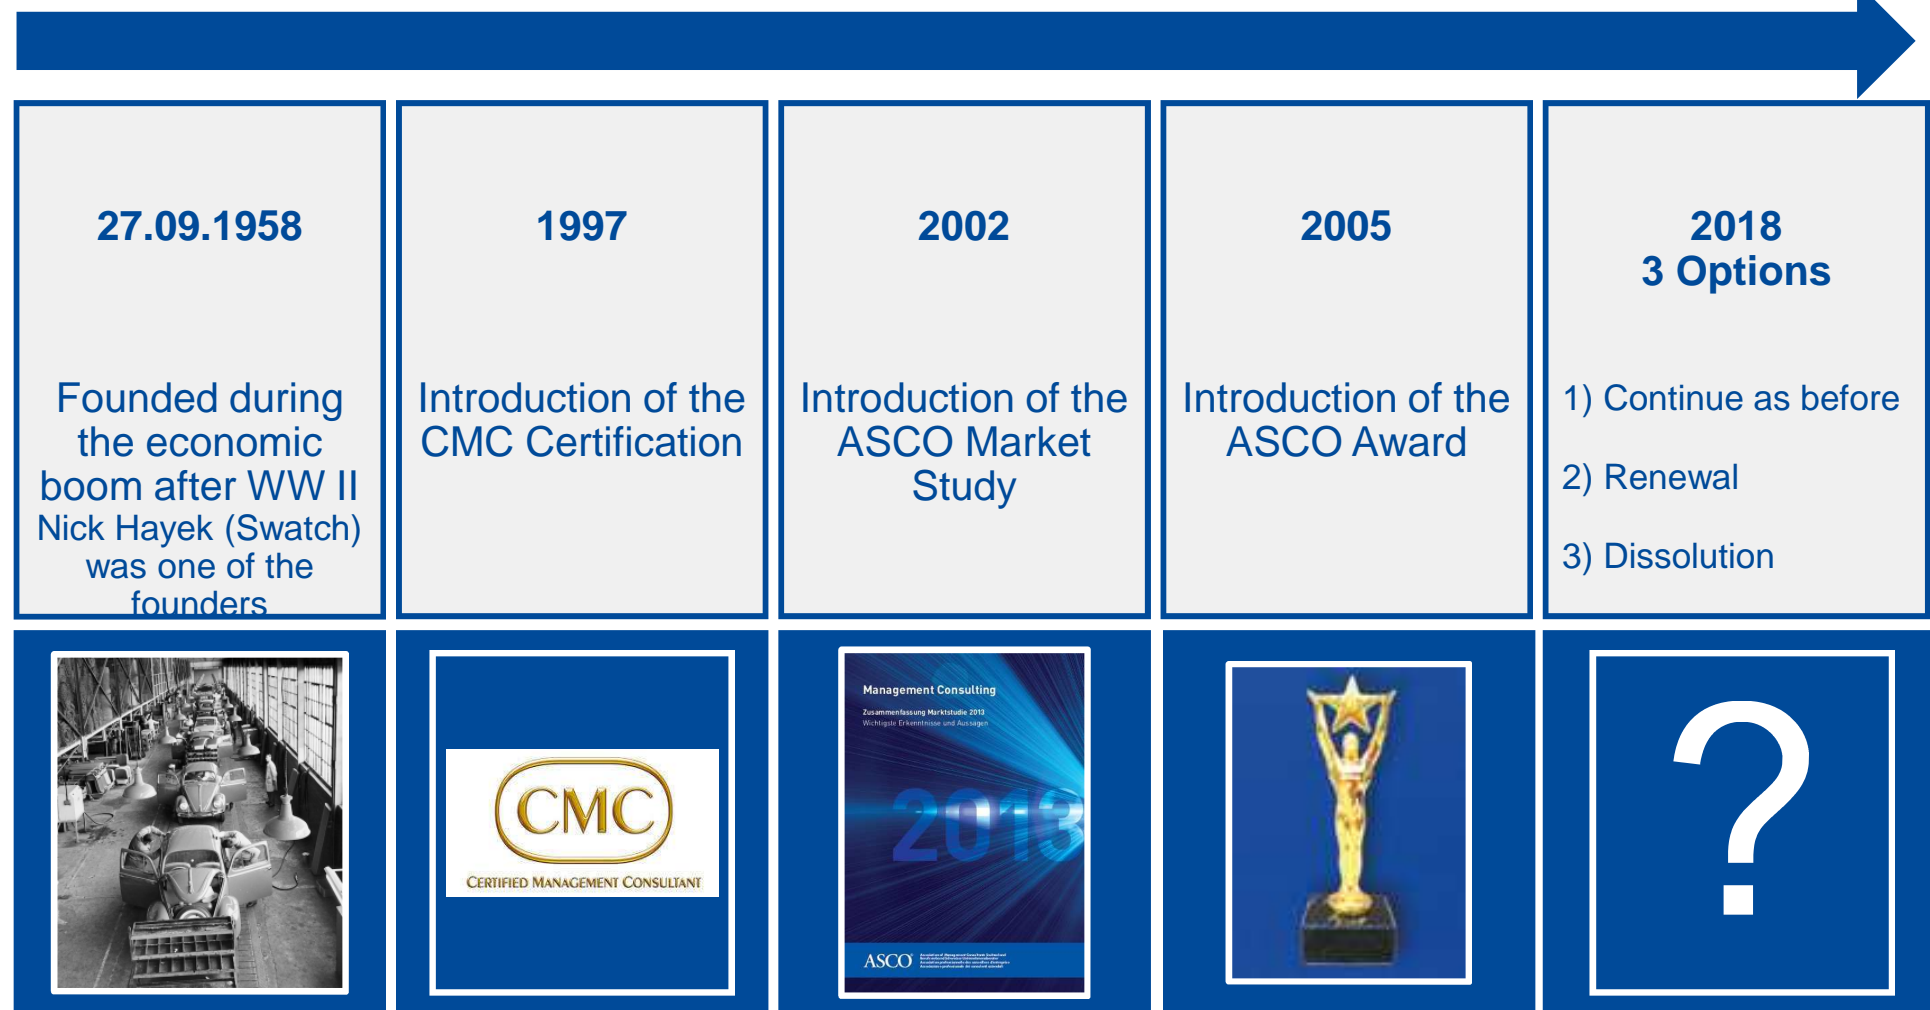 27.09.1958
Founded during
the economic
boom after WW II
Nick Hayek (Swatch)
was one of the
founders
1997
Introduction of the
CMC Certification
2002
Introduction of the
ASCO Market
Study
2005
Introduction of the
ASCO Award
2018
3 Options
1) Continue as before
2) Renewal
3) Dissolution
CMC
CERTIFIED MANAGEMENT CONSULTANT
Management Consulting
Zusammenfassung Marktstudie 2013
Wichtigste Erkenntnisse und Aussagen
2013
ASCO
?